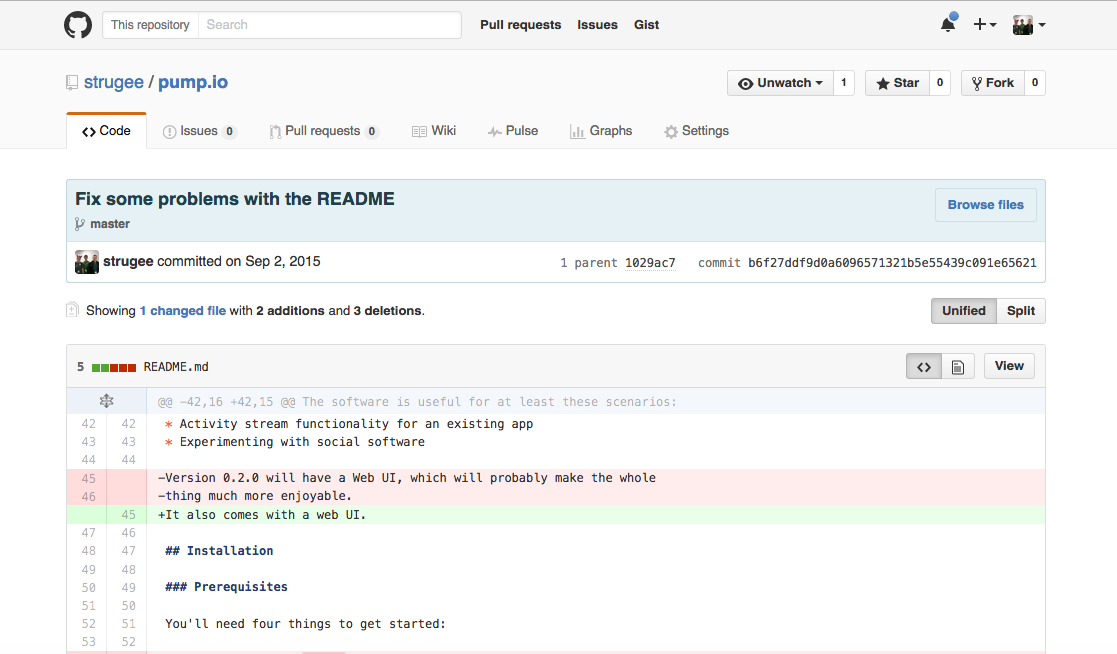 This repository Search Pull requests Issues Gist
strugee / pump.io Unwatch 1 Star 0 Fork 0
Code Issues 0 Pull requests 0 Wiki Pulse Graphs Settings
Fix some problems with the README
Browse files
master
strugee committed on Sep 2, 2015 1 parent 1029ac7 commit b6f27ddf9d0a6096571321b5e55439c091e65621
Showing 1 changed file with 2 additions and 3 deletions. Unified Split
5 README.md <> View
@@ -42,16 +42,15 @@ The software is useful for at least these scenarios:
42 42 * Activity stream functionality for an existing app
43 43 * Experimenting with social software
44 44
45 -Version 0.2.0 will have a Web UI, which will probably make the whole
46 -thing much more enjoyable.
45 +It also comes with a web UI.
47 46
48 47 ## Installation
49 48
50 49 ### Prerequisites
51 50
52 51 You'll need four things to get started:
53 52